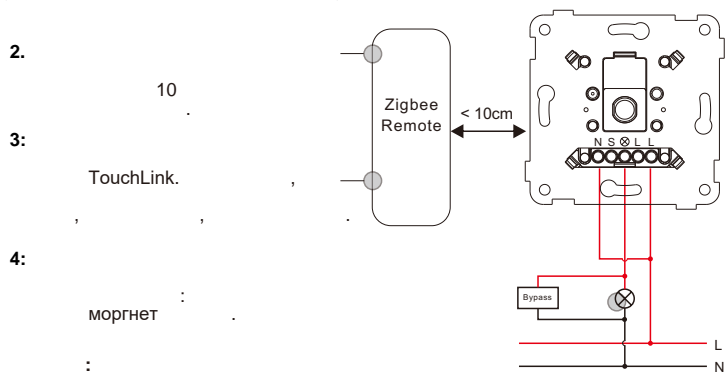 2.
10
.
3:
TouchLink. ,
, , .
4:
:
моргнет .
:
Zigbee
Remote
< 10cm
N S ⊗ L L
Bypass
L
N